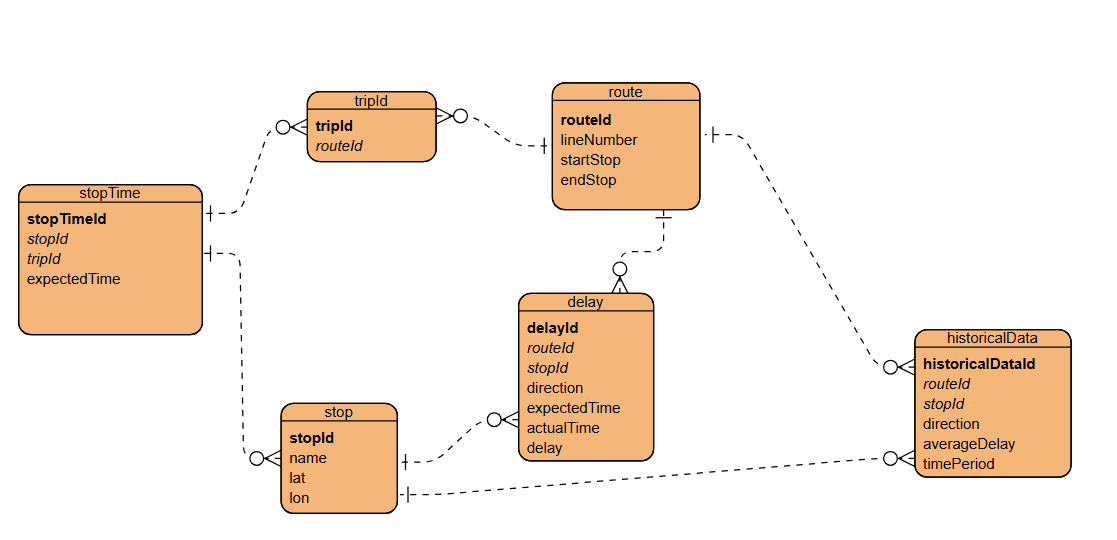 tripId
tripId
routeId
route
routeId
lineNumber
startStop
endStop
stopTime
stopTimeId
stopId
tripId
expectedTime
delay
delayId
routeId
stopId
direction
expectedTime
actualTime
delay
historicalData
historicalDataId
routeId
stopId
direction
averageDelay
timePeriod
stop
stopId
name
lat
lon